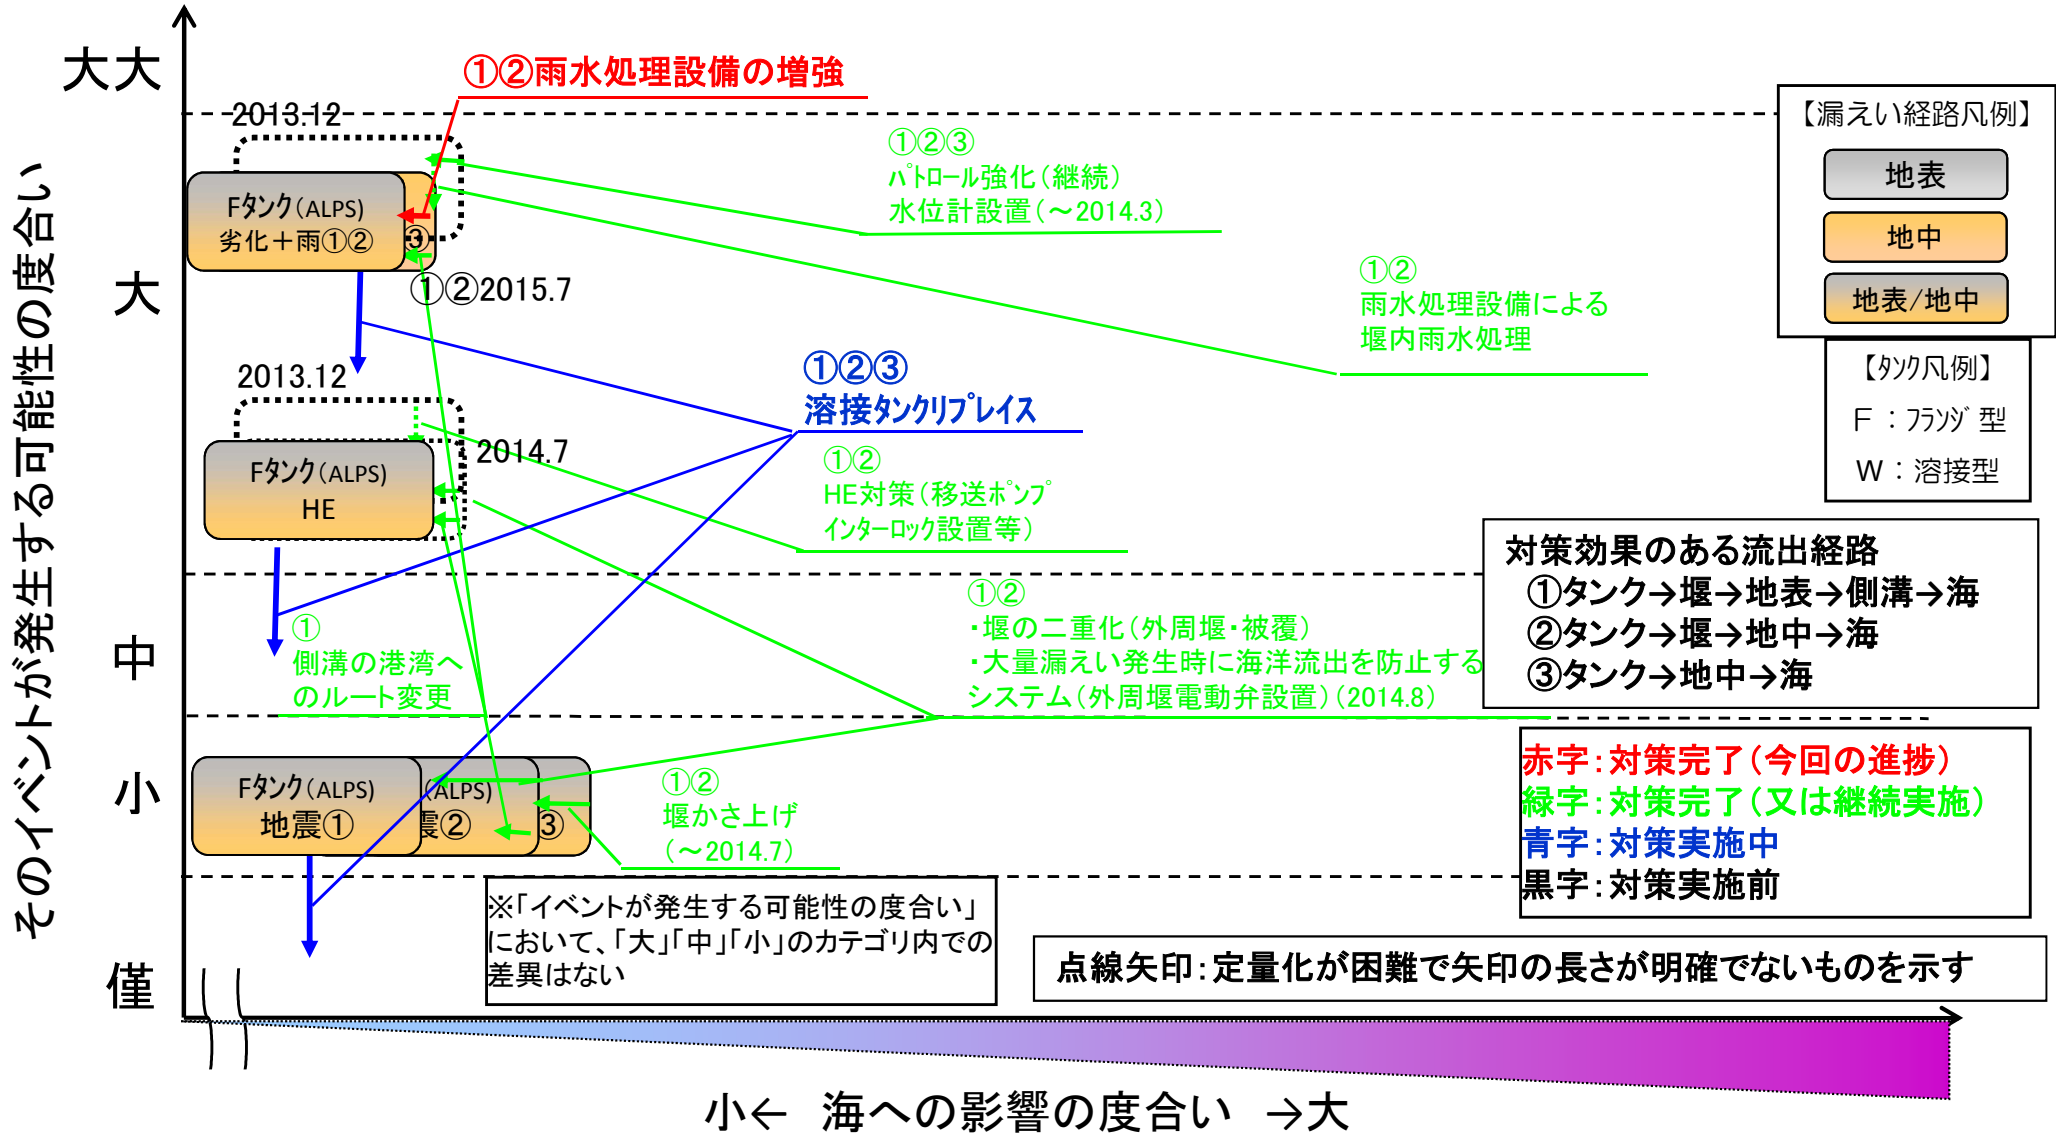 そのイベントが発生する可能性の度合い
大大
大
中
小
僅
①②雨水処理設備の増強
2013.12
Fタンク(ALPS)
劣化+雨①②
③
①②2015.7
①②③
パトロール強化(継続)
水位計設置(~2014.3)
①②
雨水処理設備による
堰内雨水処理
2013.12
2014.7
Fタンク(ALPS)
HE
①②③
溶接タンクリプレイス
①②
HE対策(移送ポンプ
インターロック設置等)
①
側溝の港湾へ
のルート変更
①②
・堰の二重化(外周堰・被覆)
・大量漏えい発生時に海洋流出を防止する
システム(外周堰電動弁設置)(2014.8)
Fタンク(ALPS)
地震①
(ALPS)
震②
③
①②
堰かさ上げ
(~2014.7)
※「イベントが発生する可能性の度合い」
において、「大」「中」「小」のカテゴリ内での
差異はない
【漏えい経路凡例】
地表
地中
地表/地中
【タンク凡例】
F:フランジ型
W:溶接型
対策効果のある流出経路
①タンク→堰→地表→側溝→海
②タンク→堰→地中→海
③タンク→地中→海
赤字:対策完了(今回の進捗)
緑字:対策完了(又は継続実施)
青字:対策実施中
黒字:対策実施前
点線矢印:定量化が困難で矢印の長さが明確でないものを示す
小← 海への影響の度合い →大